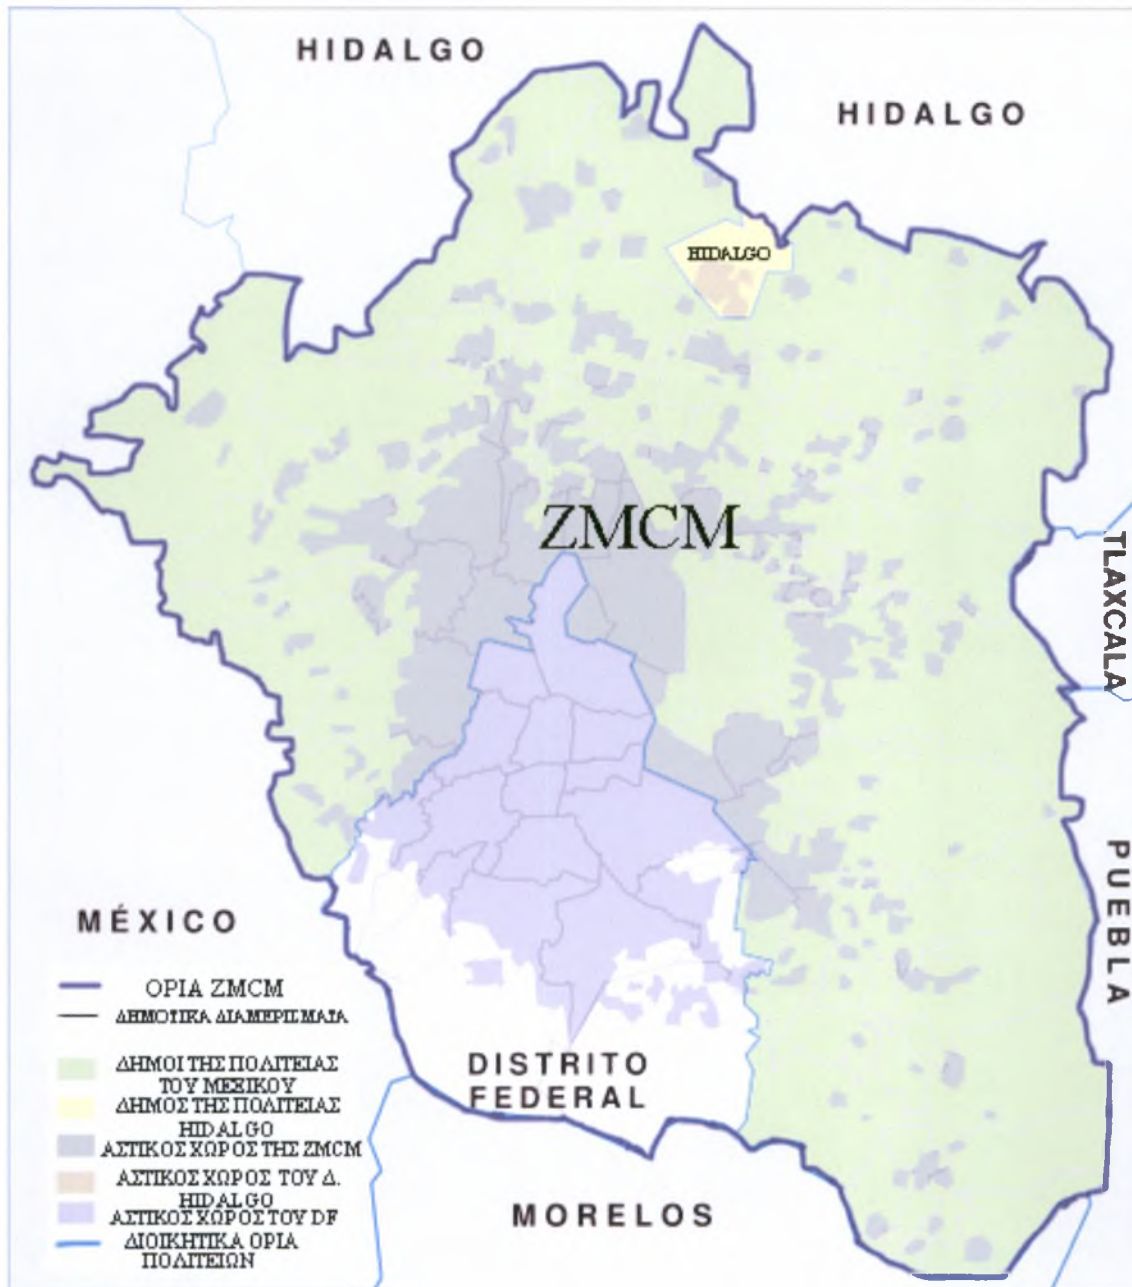 HIDALGO
HIDALGO
HIDALGO
ZMCM
TLAXCALA
PUEBLA
MÉXICO
ΟΡΙΑ ZMCM
ΔΗΜΟΤΙΚΑ ΔΙΑΜΕΡΙΣΜΑΤΑ
ΔΗΜΟΙ ΤΗΣ ΠΟΛΙΤΕΙΑΣ
ΤΟΥ ΜΕΞΙΚΟΥ
ΔΗΜΟΣ ΤΗΣ ΠΟΛΙΤΕΙΑΣ
HIDALGO
ΑΣΤΙΚΟΣ ΧΩΡΟΣ ΤΗΣ ZMCM
ΑΣΤΙΚΟΣ ΧΩΡΟΣ ΤΟΥ Δ.
HIDALGO
ΑΣΤΙΚΟΣ ΧΩΡΟΣ ΤΟΥ DF
ΔΙΟΙΚΗΤΙΚΑ ΟΡΙΑ
ΠΟΛΙΤΕΙΩΝ
DISTRITO
FEDERAL
MORELOS